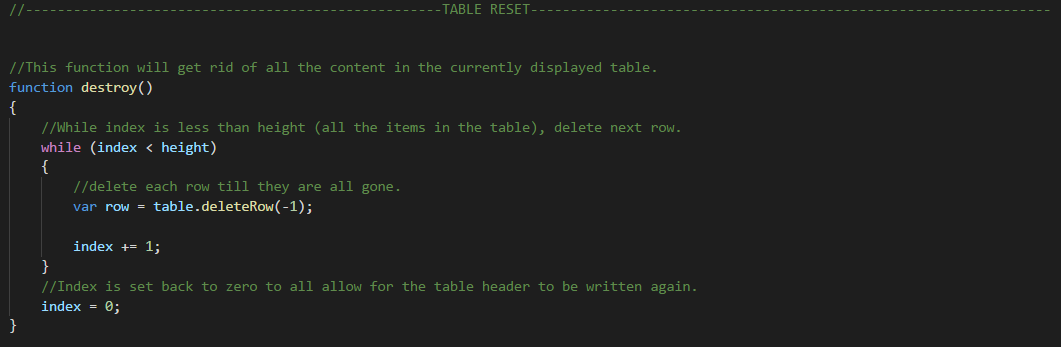 //----------------------------------------------------TABLE RESET-----------------------------------------------------------------
//This function will get rid of all the content in the currently displayed table.
function destroy()
{
    //While index is less than height (all the items in the table), delete next row.
    while (index < height)
    {
        //delete each row till they are all gone.
        var row = table.deleteRow(-1);
        index += 1;
    }
    //Index is set back to zero to all allow for the table header to be written again.
    index = 0;
}